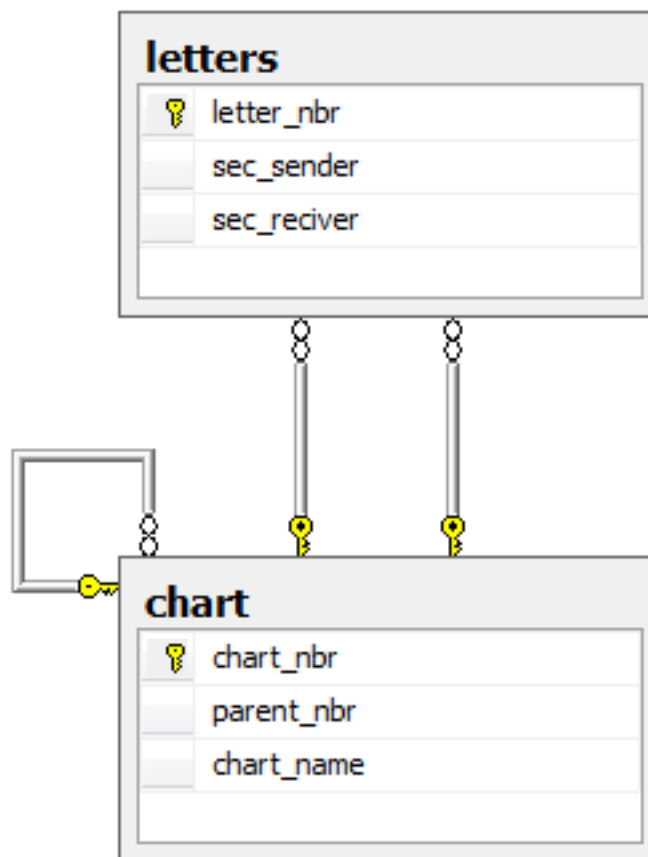 letters
letter_nbr
sec_sender
sec_reciver
chart
chart_nbr
parent_nbr
chart_name